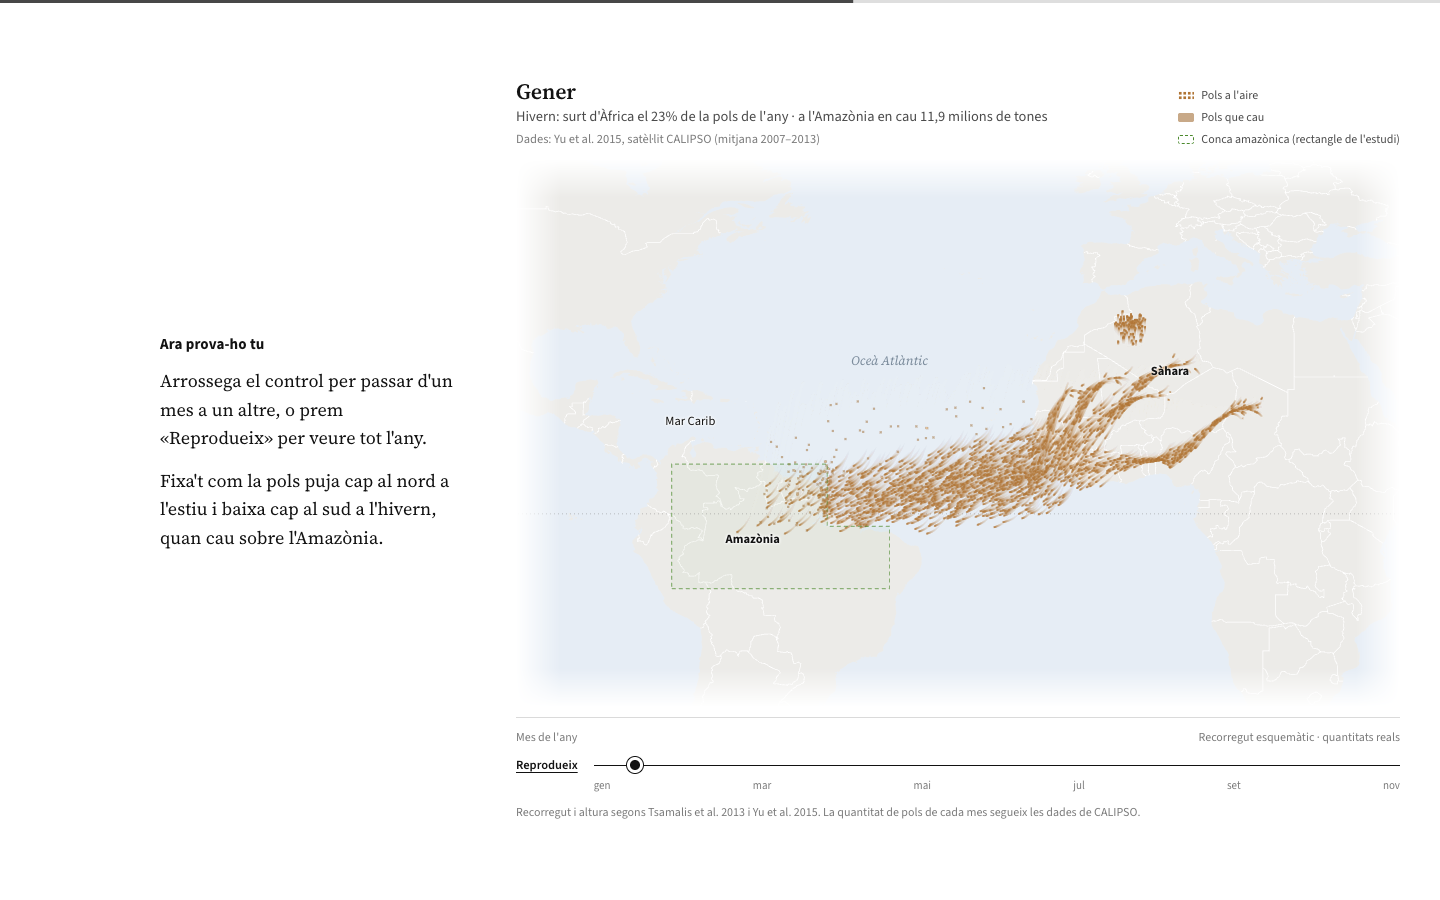 Gener
Hivern: surt d'Àfrica el 23% de la pols de l'any · a l'Amazònia en cau 11,9 milions de tones
Dades: Yu et al. 2015, satèl·lit CALIPSO (mitjana 2007–2013)
Pols a l'aire
Pols que cau
Conca amazònica (rectangle de l'estudi)
Ara prova-ho tu
Arrossega el control per passar d'un
mes a un altre, o prem
«Reprodueix» per veure tot l'any.
Fixa't com la pols puja cap al nord a
l'estiu i baixa cap al sud a l'hivern,
quan cau sobre l'Amazònia.
Oceà Atlàntic
Sàhara
Mar Carib
Amazònia
Mes de l'any
Recorregut esquemàtic · quantitats reals
Reprodueix
gen mar mai jul set nov
Recorregut i altura segons Tsamalis et al. 2013 i Yu et al. 2015. La quantitat de pols de cada mes segueix les dades de CALIPSO.